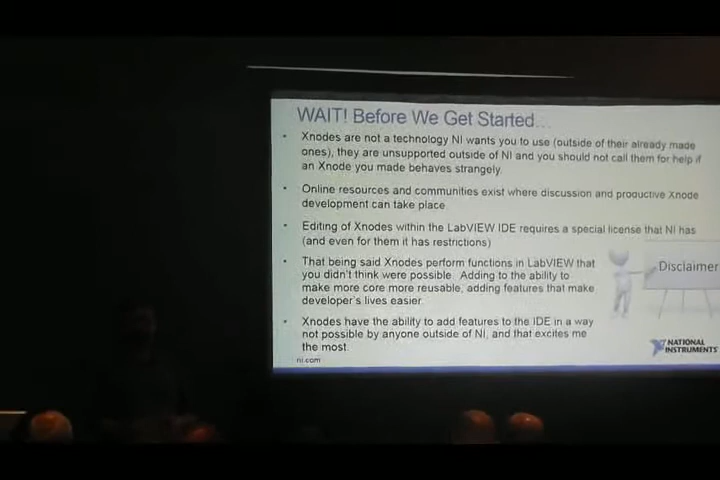 WAIT! Before We Get Started...
• Xnodes are not a technology NI wants you to use (outside of their already made
ones), they are unsupported outside of NI and you should not call them for help if
an Xnode you made behaves strangely.
• Online resources and communities exist where discussion and productive Xnode
development can take place
• Editing of Xnodes within the LabVIEW IDE requires a special license that NI has
(and even for them it has restrictions)
• That being said Xnodes perform functions in LabVIEW that
you didn't think were possible. Adding to the ability to
make more core more reusable, adding features that make
developer's lives easier.
• Xnodes have the ability to add features to the IDE in a way
not possible by anyone outside of NI, and that excites me
the most.
Disclaimer
ni.com
NATIONAL
INSTRUMENTS